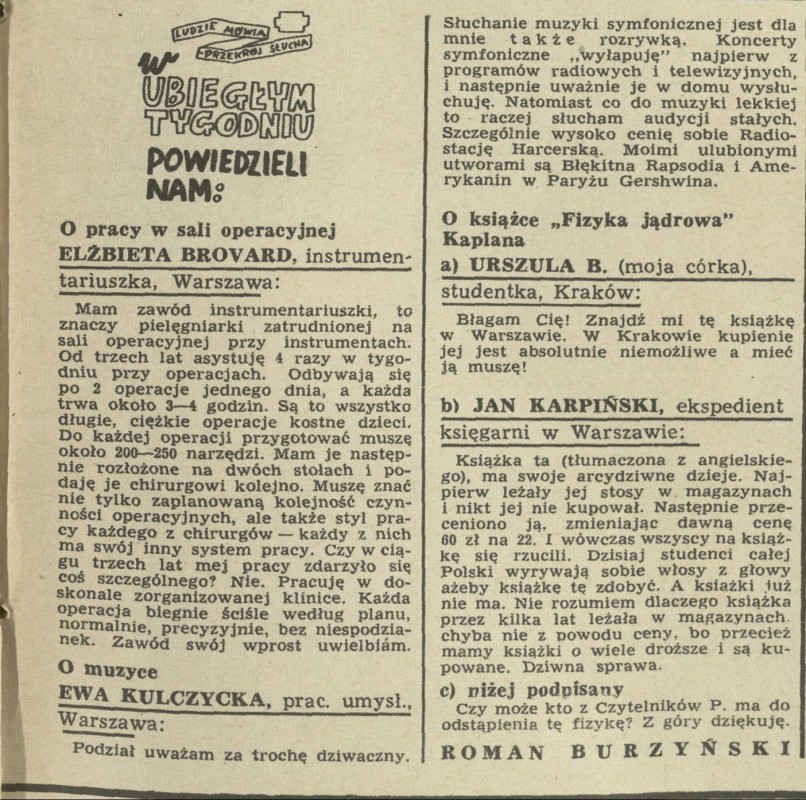 LUDZIE MÓWIĄ
PRZEKRÓJ SŁUCHA
W
UBIEGŁYM
TYGODNIU
POWIEDZIELI
NAM:
O pracy w sali operacyjnej
ELŻBIETA BROVARD, instrumen-
tariuszka, Warszawa:
Mam zawód instrumentariuszki, to
znaczy pielęgniarki zatrudnionej na
sali operacyjnej przy instrumentach.
Od trzech lat asystuję 4 razy w tygo-
dniu przy operacjach. Odbywają się
po 2 operacje jednego dnia, a każda
trwa około 3—4 godzin. Są to wszystko
długie, ciężkie operacje kostne dzieci.
Do każdej operacji przygotować muszę
około 200—250 narzędzi. Mam je następ-
nie rozłożone na dwóch stołach i po-
daję je chirurgowi kolejno. Muszę znać
nie tylko zaplanowaną kolejność czyn-
ności operacyjnych, ale także styl pra-
cy każdego z chirurgów — każdy z nich
ma swój inny system pracy. Czy w cią-
gu trzech lat mej pracy zdarzyło się
coś szczególnego? Nie. Pracuję w do-
skonale zorganizowanej klinice. Każda
operacja biegnie ściśle według planu,
normalnie, precyzyjnie, bez niespodzia-
nek. Zawód swój wprost uwielbiam.
O muzyce
EWA KULCZYCKA, prac. umysł.,
Warszawa:
Podział uważam za trochę dziwaczny.
Słuchanie muzyki symfonicznej jest dla
mnie także rozrywką. Koncerty
symfoniczne „wyłapuję” najpierw z
programów radiowych i telewizyjnych,
i następnie uważnie je w domu wysłu-
chuję. Natomiast co do muzyki lekkiej
to raczej słucham audycji stałych.
Szczególnie wysoko cenię sobie Radio-
stację Harcerską. Moimi ulubionymi
utworami są Błękitna Rapsodia i Ame-
rykanin w Paryżu Gershwina.
O książce „Fizyka jądrowa”
Kaplana
a) URSZULA B. (moja córka),
studentka, Kraków:
Błagam Cię! Znajdź mi tę książkę
w Warszawie. W Krakowie kupienie
jej jest absolutnie niemożliwe a mieć
ją muszę!
b) JAN KARPIŃSKI, ekspedient
księgarni w Warszawie:
Książka ta (tłumaczona z angielskie-
go), ma swoje arcydziwne dzieje. Naj-
pierw leżały jej stosy w magazynach
i nikt jej nie kupował. Następnie prze-
ceniono ją, zmieniając dawną cenę
60 zł na 22. I wówczas wszyscy na książ-
kę się rzucili. Dzisiaj studenci całej
Polski wyrywają sobie włosy z głowy
ażeby książkę tę zdobyć. A ksiażki już
nie ma. Nie rozumiem dlaczego książka
przez kilka lat leżała w magazynach.
chyba nie z powodu ceny, bo przecież
mamy książki o wiele droższe i są ku-
powane. Dziwna sprawa.
c) niżej podpisany
Czy może kto z Czytelników P. ma do
odstąpienia tę fizykę? Z góry dziękuję.
ROMAN BURZYŃSKI